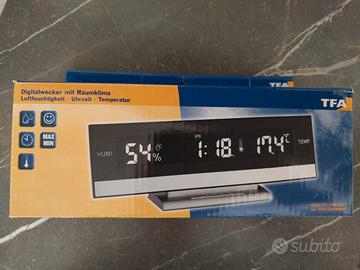 Digitalwecker mit Raumklima
Luftfeuchtigkeit - Uhrzeit - Temperatur
TFA
MAX
MIN
HUMI
54
%
1:18
17.4
°C
TEMP
subito